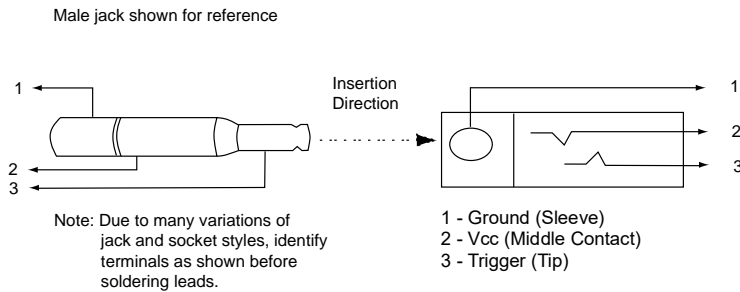 Male jack shown for reference
1
2
3
Insertion
Direction
1
2
3
Note: Due to many variations of
jack and socket styles, identify
terminals as shown before
soldering leads.
1 - Ground (Sleeve)
2 - Vcc (Middle Contact)
3 - Trigger (Tip)